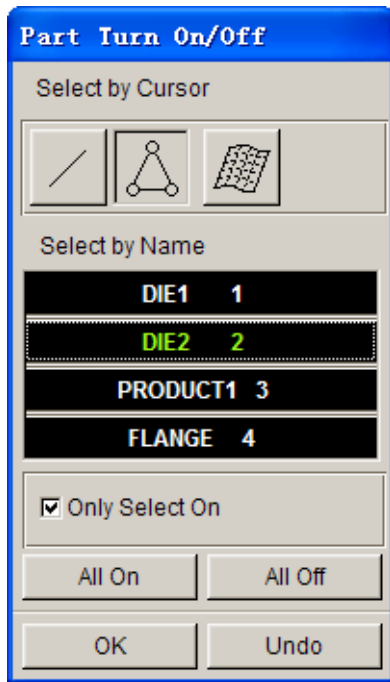 Part Turn On/Off
Select by Cursor
Select by Name
DIE1 1
DIE2 2
PRODUCT1 3
FLANGE 4
Only Select On
All On All Off
OK Undo